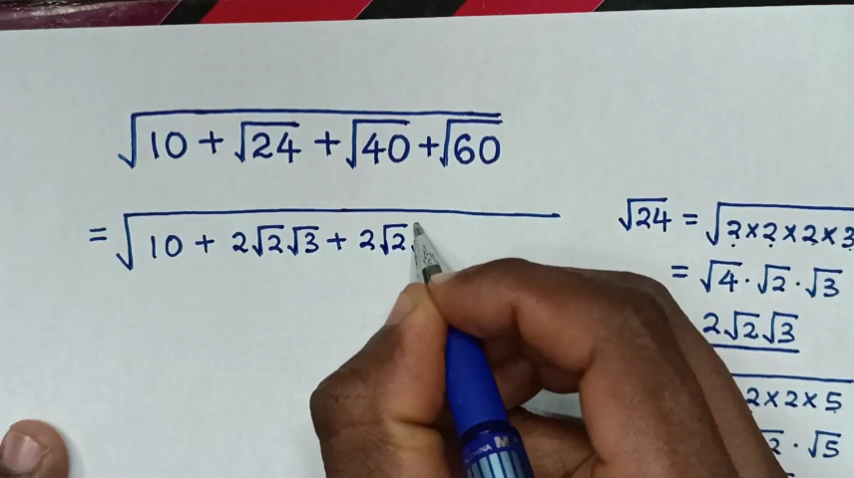 √(10 + √24 + √40 + √60)
= √(10 + 2√2√3 + 2√2
√24 = √(2×2×2×3)
= √4·√2·√3
2√2√3
2×2×5
2·√5